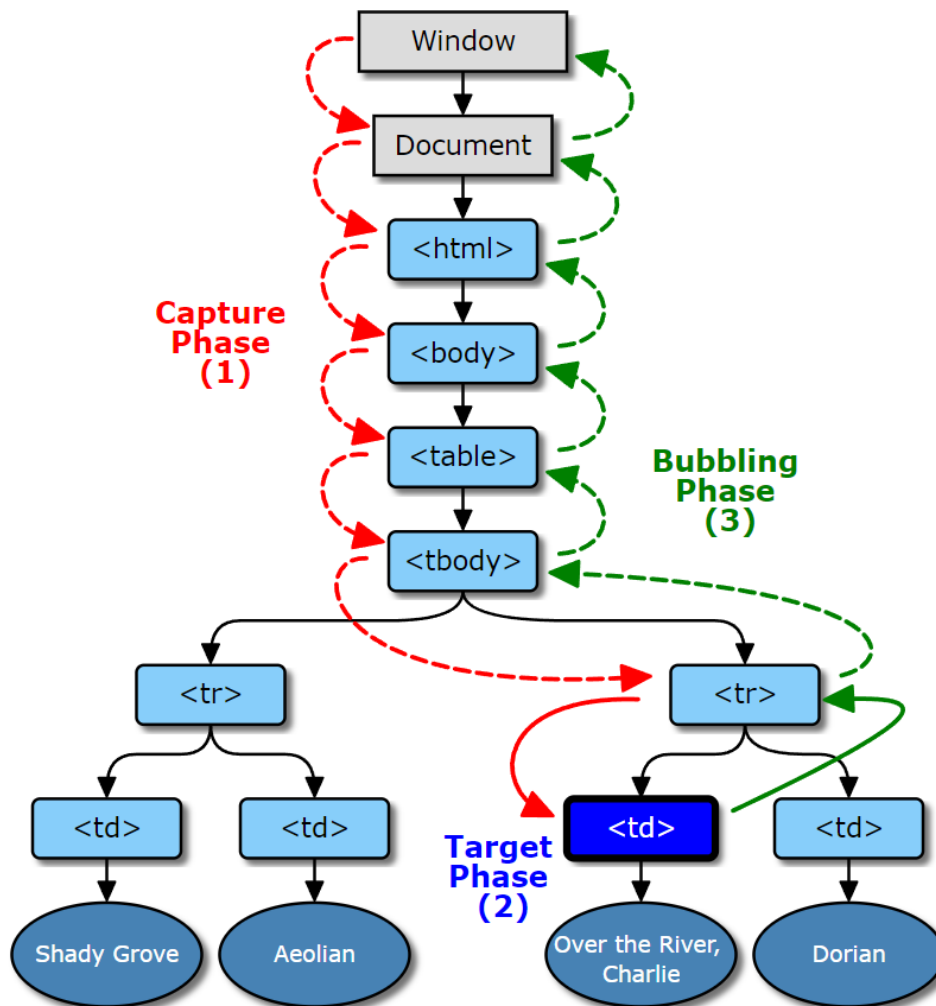 Window
Document
<html>
Capture
Phase
(1)
<body>
<table>
Bubbling
Phase
(3)
<tbody>
<tr>
<tr>
<td>
<td>
<td>
<td>
Target
Phase
(2)
Shady Grove
Aeolian
Over the River,
Charlie
Dorian